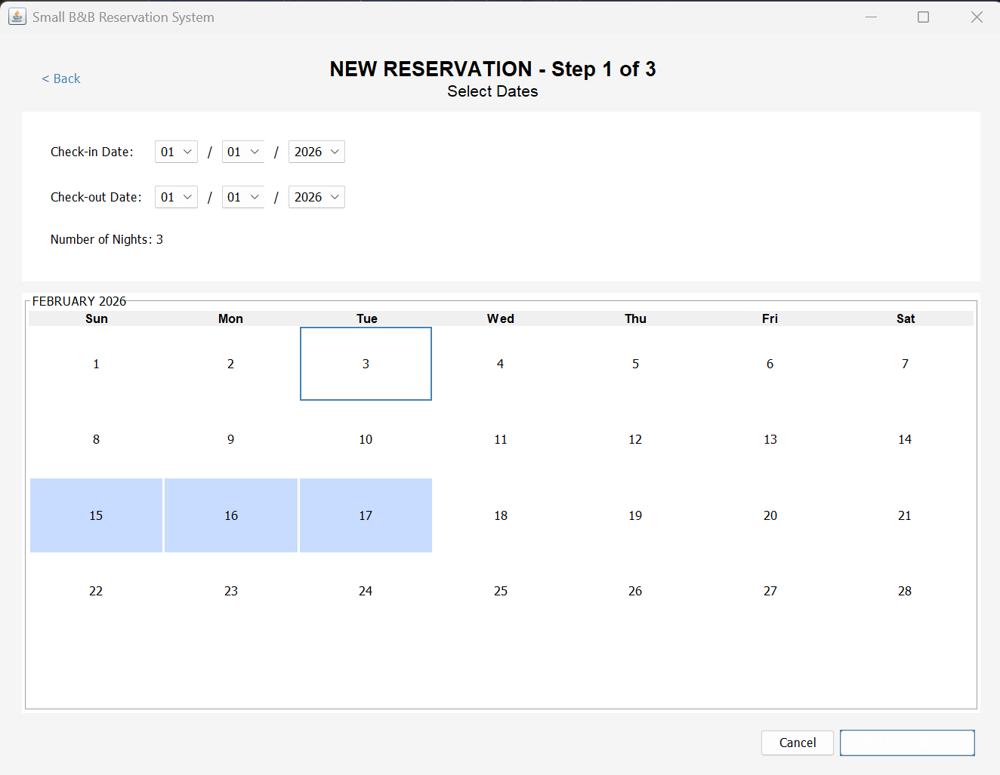 Small B&B Reservation System
< Back
NEW RESERVATION - Step 1 of 3
Select Dates
Check-in Date: 01 / 01 / 2026
Check-out Date: 01 / 01 / 2026
Number of Nights: 3
FEBRUARY 2026
Sun Mon Tue Wed Thu Fri Sat
1 2 3 4 5 6 7
8 9 10 11 12 13 14
15 16 17 18 19 20 21
22 23 24 25 26 27 28
Cancel